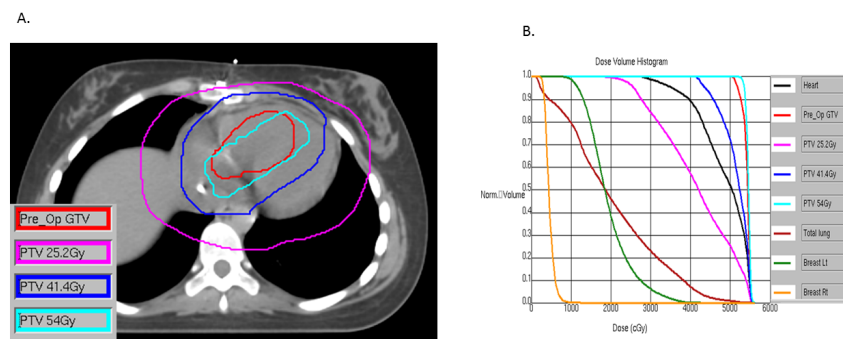 A.
Pre_Op GTV
PTV 25.2Gy
PTV 41.4Gy
PTV 54Gy
B.
Dose Volume Histogram
1.0
0.9
0.8
0.7
0.6
0.5
0.4
0.3
0.2
0.1
0.0
Norm. Volume
0
1000
2000
3000
4000
5000
6000
Dose (cGy)
Heart
Pre_Op GTV
PTV 25.2Gy
PTV 41.4Gy
PTV 54Gy
Total lung
Breast Lt
Breast Rt